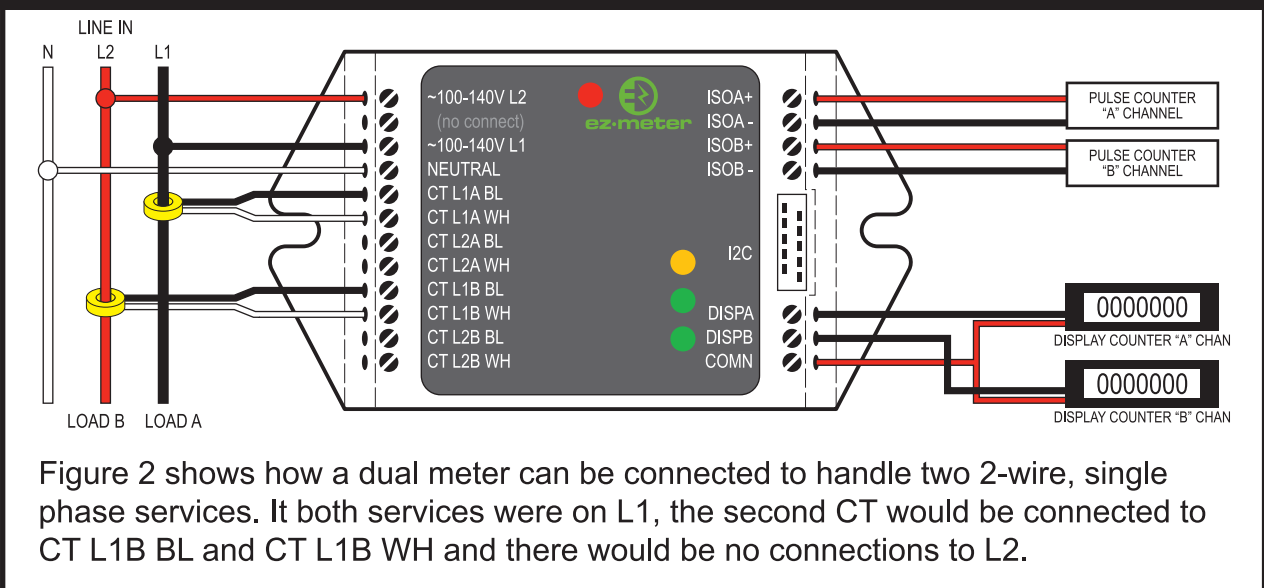 LINE IN
N L2 L1
~100-140V L2
(no connect)
~100-140V L1
NEUTRAL
CT L1A BL
CT L1A WH
CT L2A BL
CT L2A WH
CT L1B BL
CT L1B WH
CT L2B BL
CT L2B WH
ez·meter
ISOA+
ISOA -
ISOB+
ISOB -
I2C
DISPA
DISPB
COMN
PULSE COUNTER
"A" CHANNEL
PULSE COUNTER
"B" CHANNEL
0000000
DISPLAY COUNTER "A" CHAN
0000000
DISPLAY COUNTER "B" CHAN
LOAD B LOAD A
Figure 2 shows how a dual meter can be connected to handle two 2-wire, single
phase services. It both services were on L1, the second CT would be connected to
CT L1B BL and CT L1B WH and there would be no connections to L2.